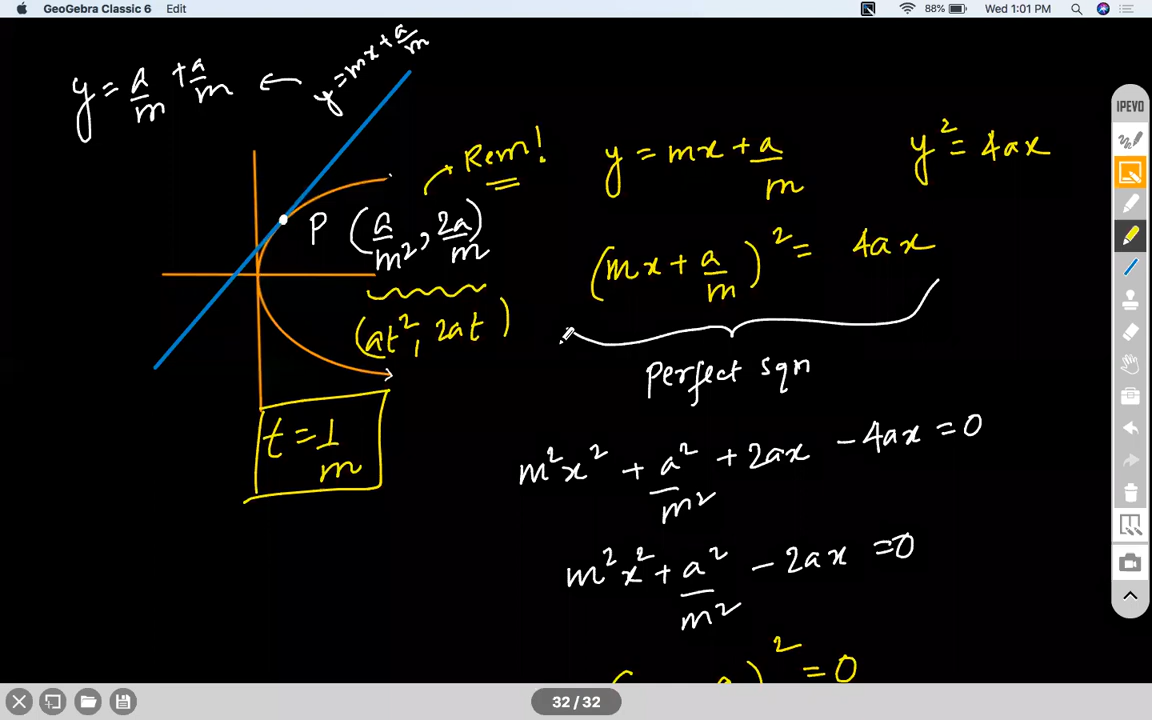 GeoGebra Classic 6 Edit
88% Wed 1:01 PM
y = a/m + a/m ← y = mx + a/m
Rem!
P (a/m², 2a/m)
(at², 2at)
t = 1/m
y = mx + a/m y² = 4ax
(mx + a/m)² = 4ax
Perfect sqn
m²x² + a²/m² + 2ax - 4ax = 0
m²x² + a²/m² - 2ax = 0
)² = 0
IPEVO
32 / 32